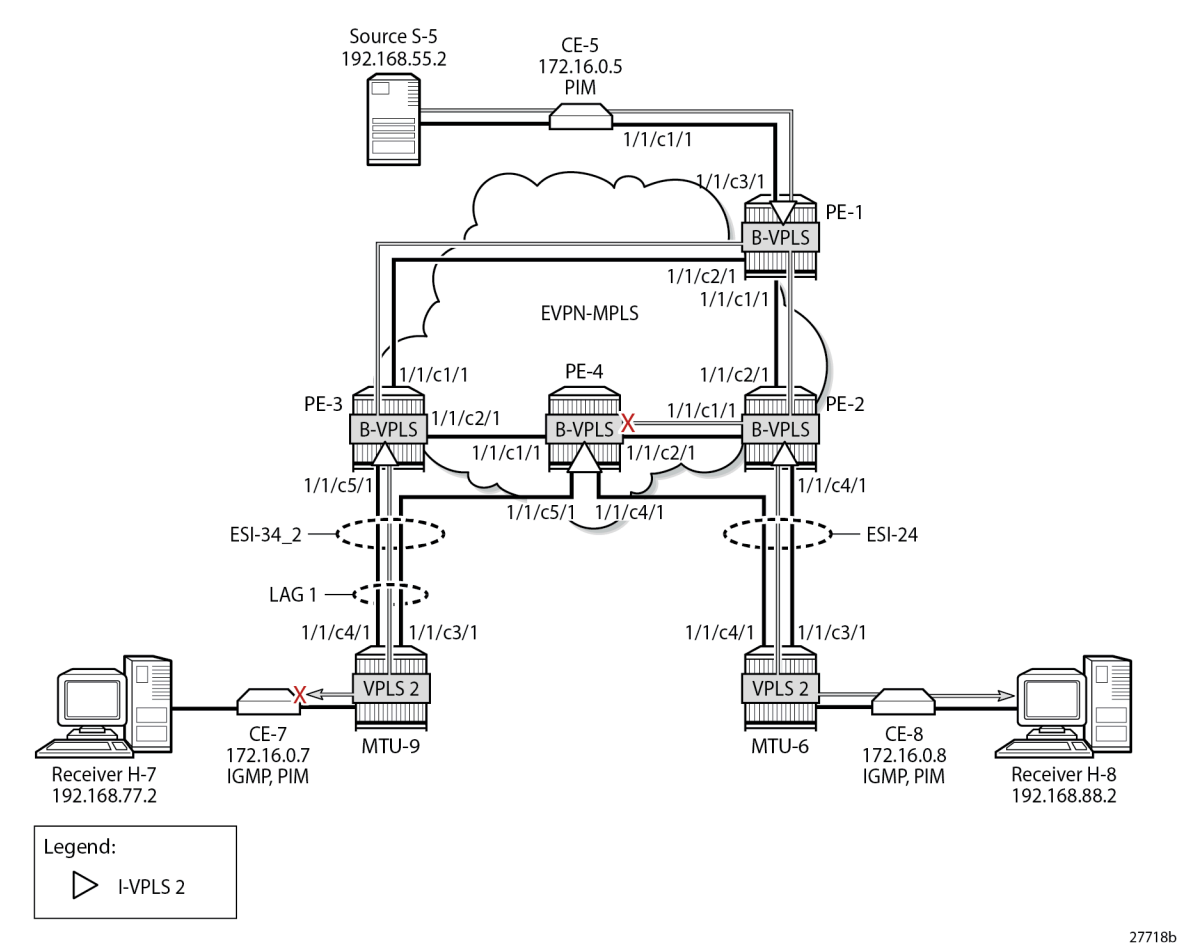 Source S-5
192.168.55.2
CE-5
172.16.0.5
PIM
1/1/c1/1
1/1/c3/1
PE-1
B-VPLS
1/1/c2/1
1/1/c1/1
EVPN-MPLS
1/1/c1/1
PE-4
1/1/c2/1
PE-3
1/1/c2/1
1/1/c1/1
PE-2
B-VPLS
B-VPLS
X
B-VPLS
1/1/c1/1
1/1/c2/1
1/1/c5/1
1/1/c4/1
1/1/c5/1
1/1/c4/1
ESI-34_2
ESI-24
LAG 1
1/1/c4/1
1/1/c3/1
1/1/c4/1
1/1/c3/1
X
VPLS 2
VPLS 2
CE-7
172.16.0.7
IGMP, PIM
MTU-9
MTU-6
CE-8
172.16.0.8
IGMP, PIM
Receiver H-7
192.168.77.2
Receiver H-8
192.168.88.2
Legend:
I-VPLS 2
27718b